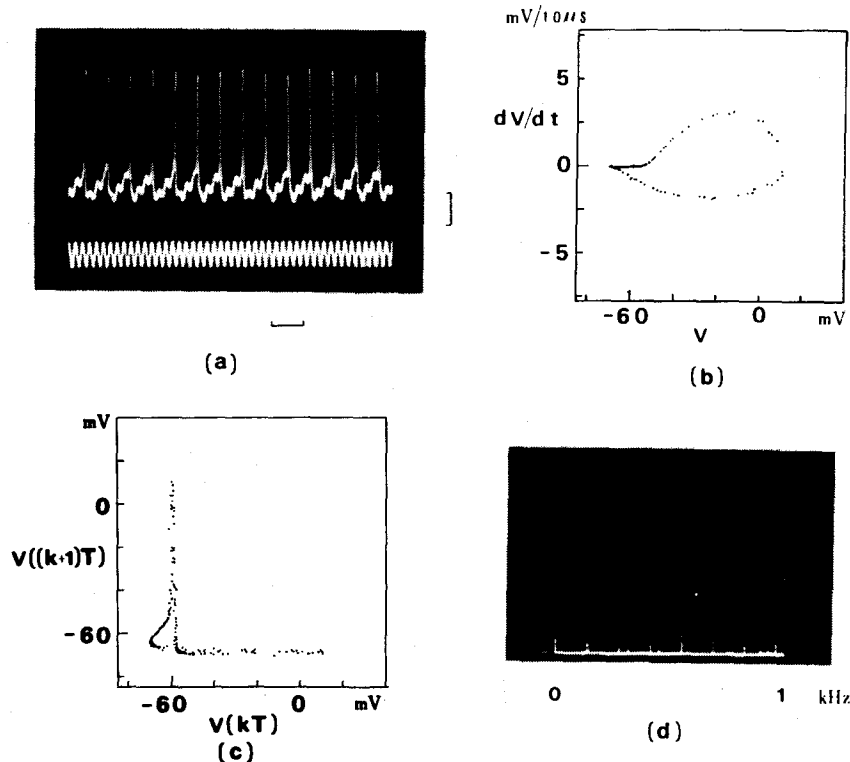 (a)
mV/10μs
5
dV/dt
0
-5
-60 0 mV
V
(b)
mV
0
V((k+1)T)
-60
-60 0 mV
V(kT)
(c)
0 1 kHz
(d)